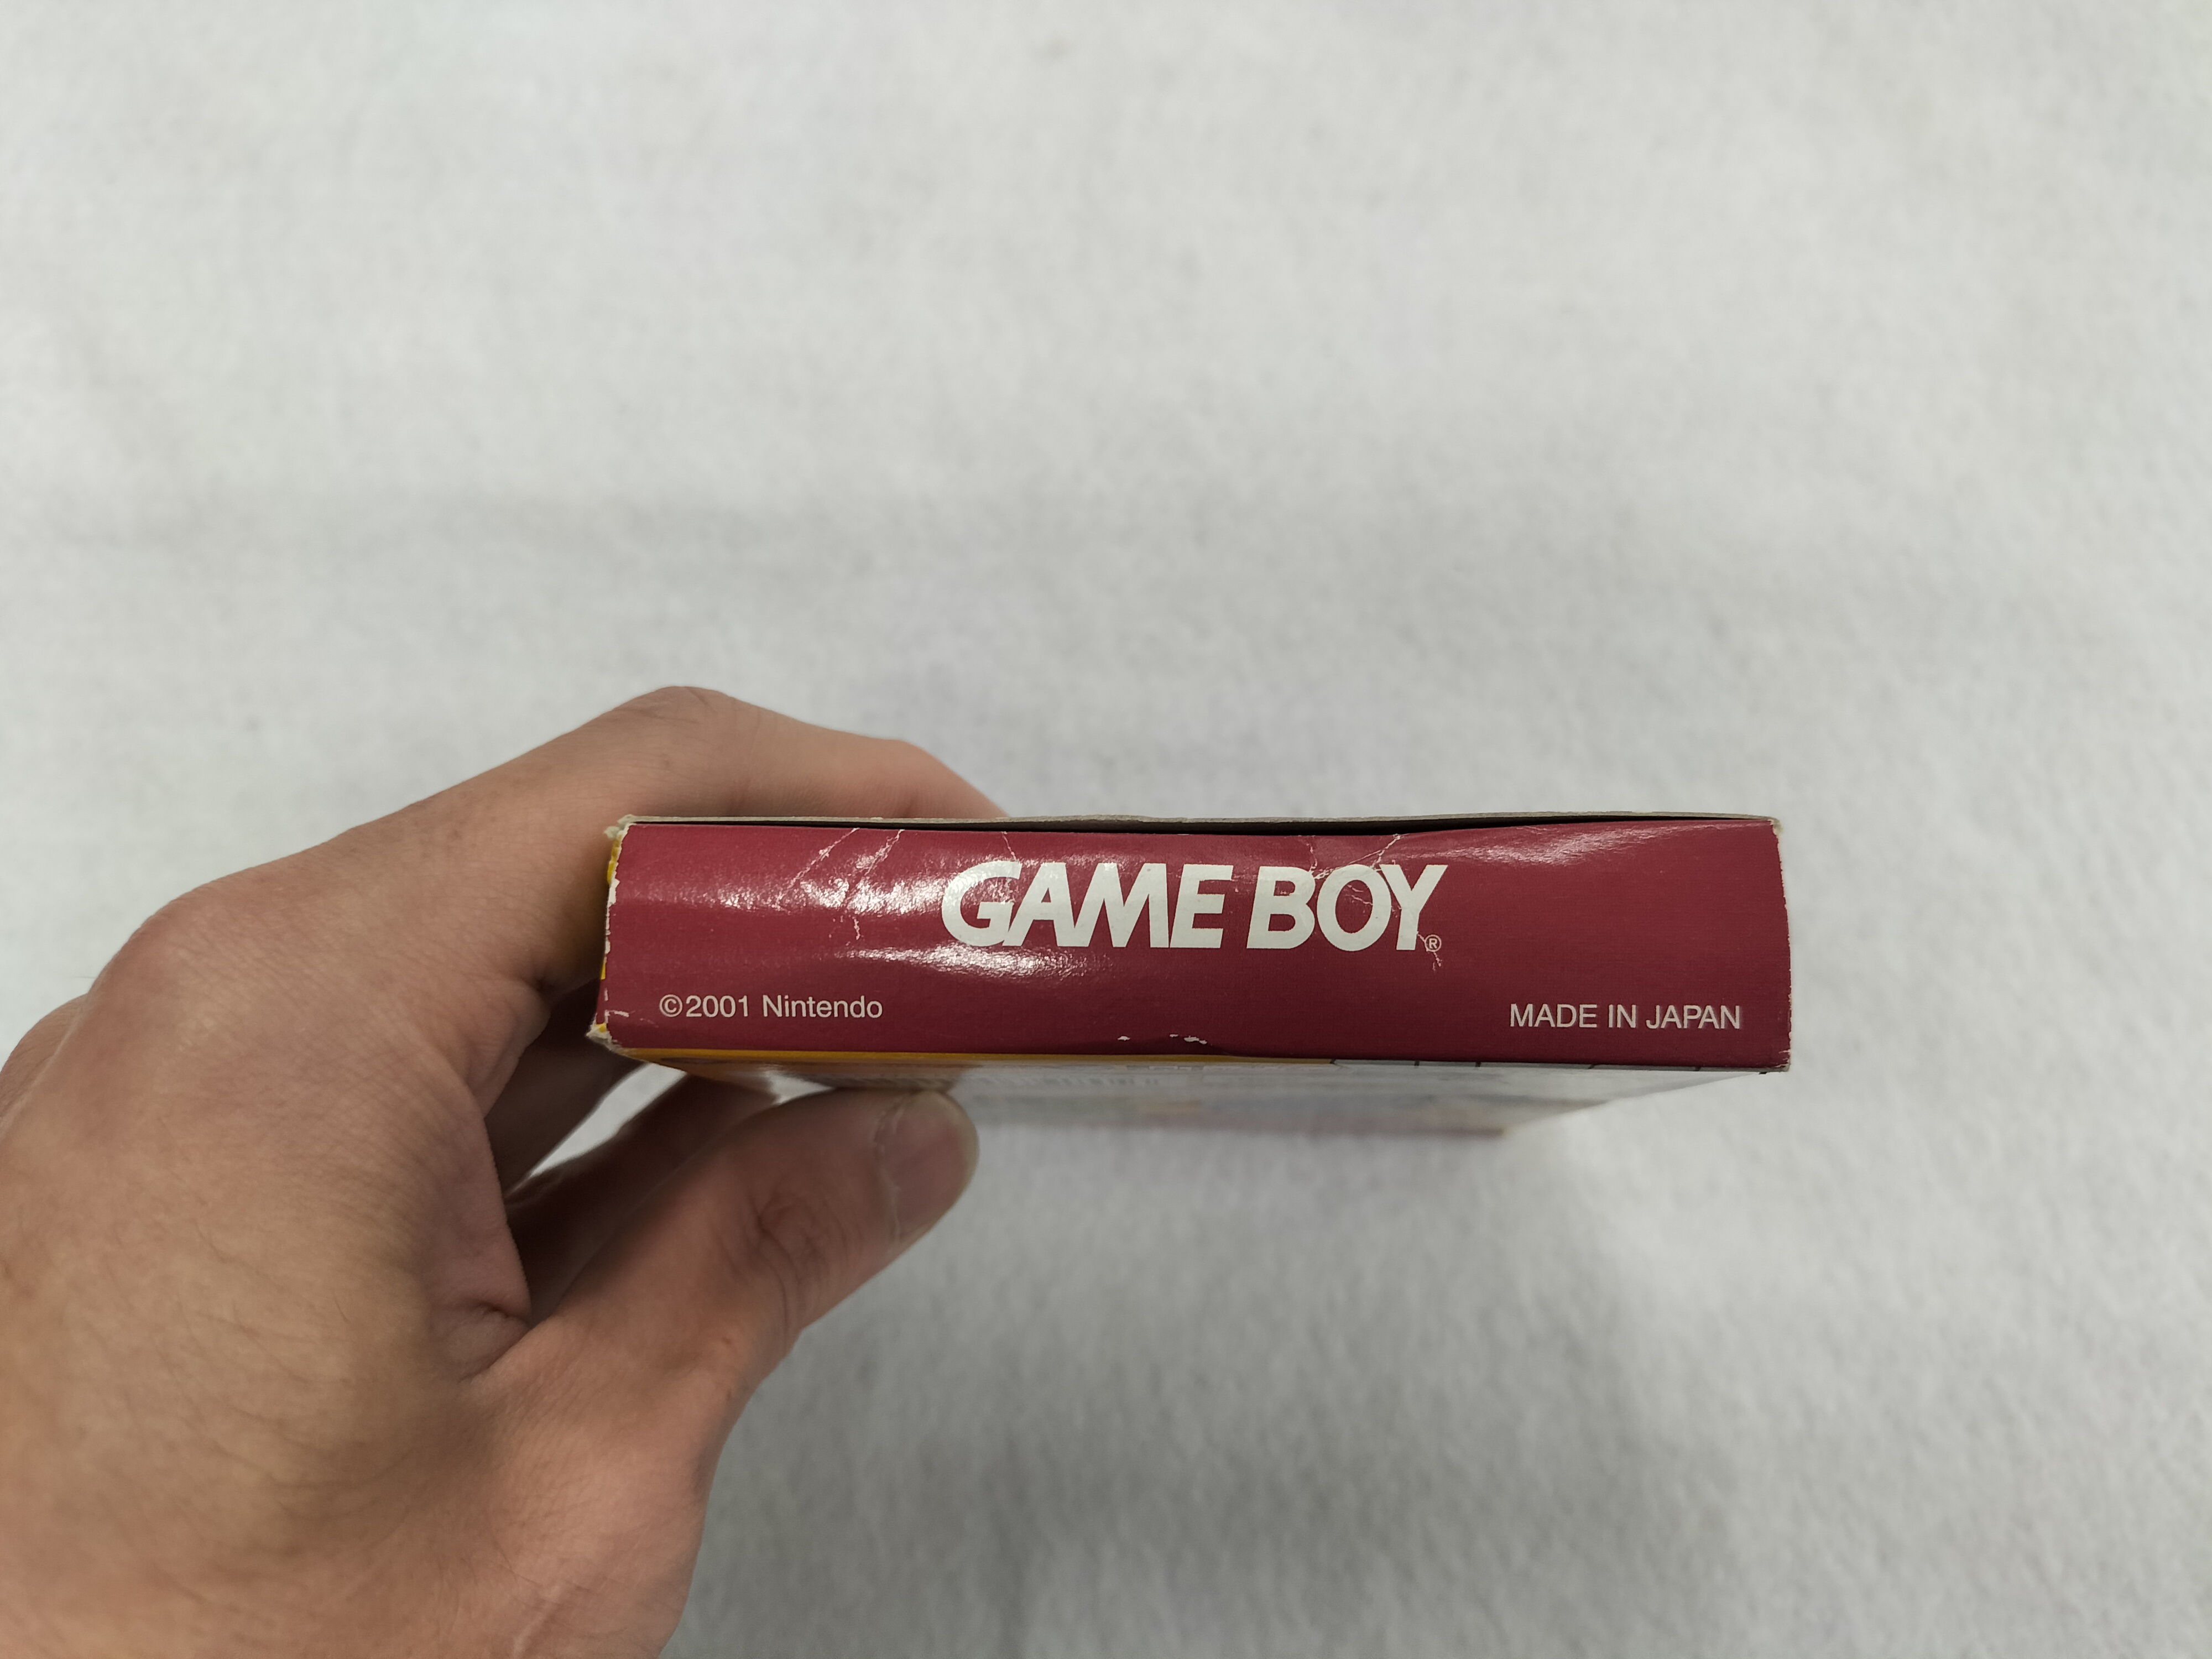 GAME BOY®
©2001 Nintendo
MADE IN JAPAN